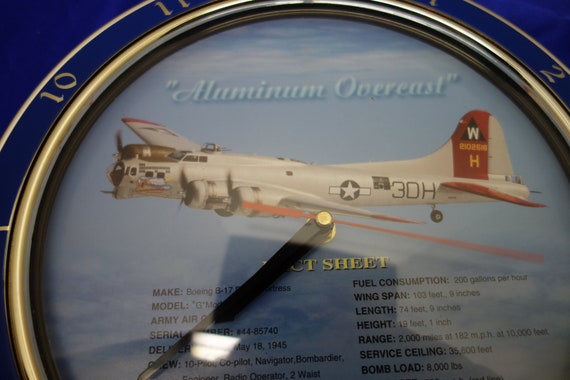 10
2
"Aluminum Overcast"
W
2102516
H
3DH
FACT SHEET
MAKE: Boeing B-17 Fortress
MODEL: "G"
ARMY AIR
SERIAL #44-85740
May 18, 1945
CREW: 10-Pilot, Co-pilot, Navigator, Bombardier,
Engineer, Radio Operator, 2 Waist
FUEL CONSUMPTION: 200 gallons per hour
WING SPAN: 103 feet, 9 inches
LENGTH: 74 feet, 9 inches
HEIGHT: 19 feet, 1 inch
RANGE: 2,000 miles at 182 m.p.h. at 10,000 feet
SERVICE CEILING: 35,600 feet
BOMB LOAD: 8,000 lbs